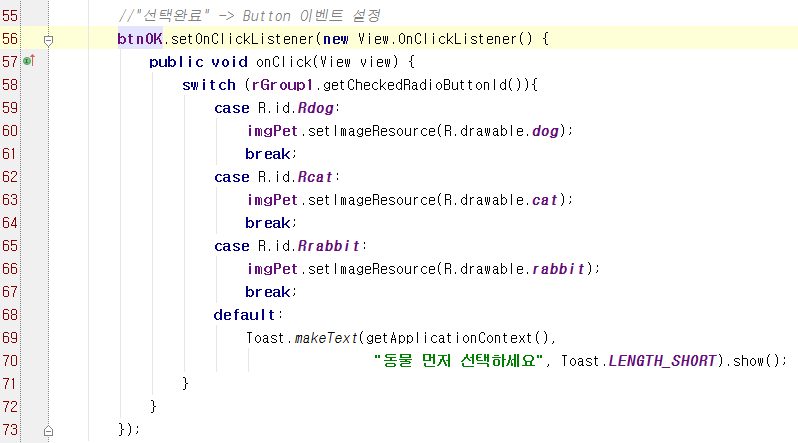 55 //"선택완료" -> Button 이벤트 설정
56 btnOK.setOnClickListener(new View.OnClickListener() {
57 public void onClick(View view) {
58 switch (rGroup1.getCheckedRadioButtonId()){
59 case R.id.Rdog:
60 imgPet.setImageResource(R.drawable.dog);
61 break;
62 case R.id.Rcat:
63 imgPet.setImageResource(R.drawable.cat);
64 break;
65 case R.id.Rrabbit:
66 imgPet.setImageResource(R.drawable.rabbit);
67 break;
68 default:
69 Toast.makeText(getApplicationContext(),
70 "동물 먼저 선택하세요", Toast.LENGTH_SHORT).show();
71 }
72 }
73 });